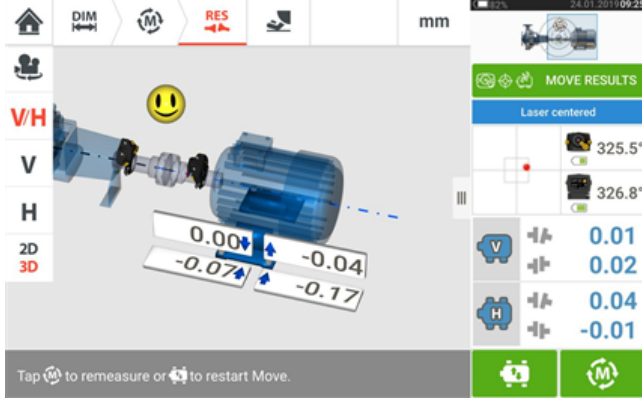 82%
24.01.2019 09:25
DIM
M
RES
mm
V/H
V
H
2D
3D
0.00
-0.04
-0.07
-0.17
MOVE RESULTS
Laser centered
325.5°
326.8°
V
0.01
0.02
H
0.04
-0.01
Tap M to remeasure or to restart Move.
M